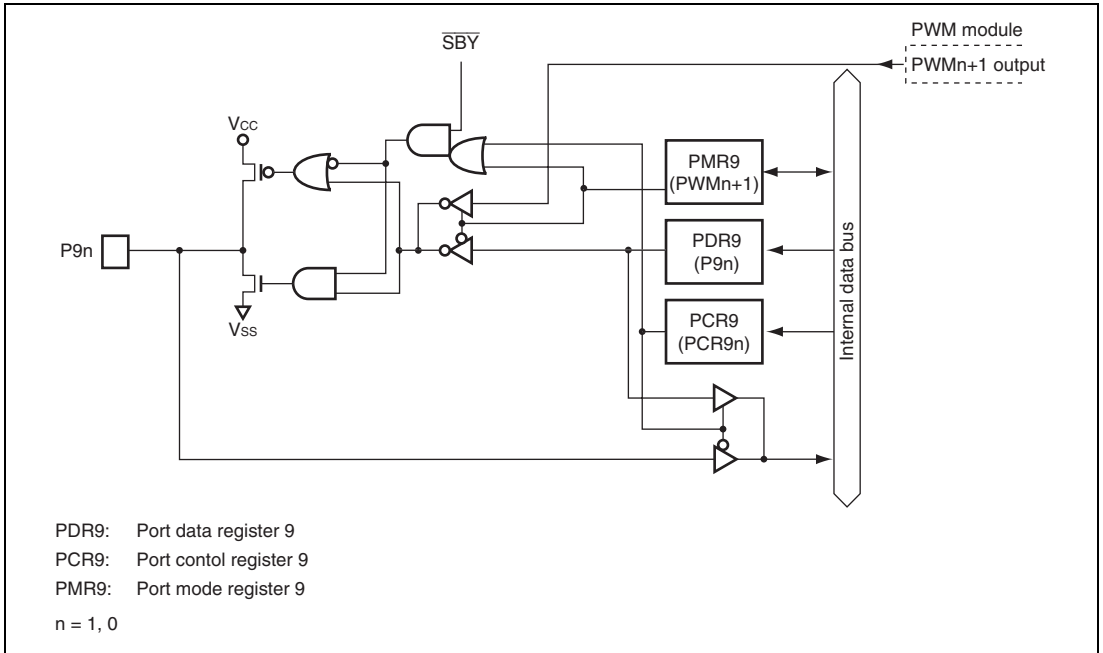 PWM module
SBY
PWMn+1 output
VCC
PMR9
(PWMn+1)
P9n
PDR9
(P9n)
Internal data bus
PCR9
(PCR9n)
VSS
PDR9: Port data register 9
PCR9: Port contol register 9
PMR9: Port mode register 9
n = 1, 0